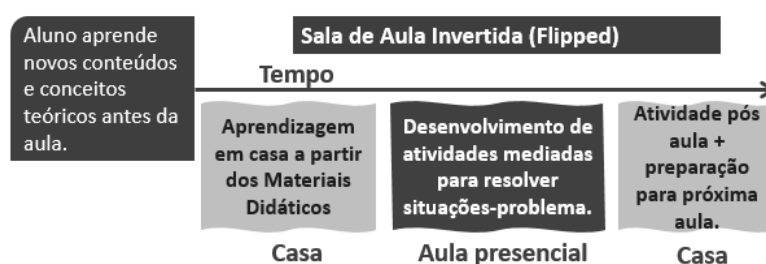 Aluno aprende
novos conteúdos
e conceitos
teóricos antes da
aula.
Sala de Aula Invertida (Flipped)
Tempo
Aprendizagem
em casa a partir
dos Materiais
Didáticos
Desenvolvimento de
atividades mediadas
para resolver
situações-problema.
Atividade pós
aula +
preparação
para próxima
aula.
Casa
Aula presencial
Casa